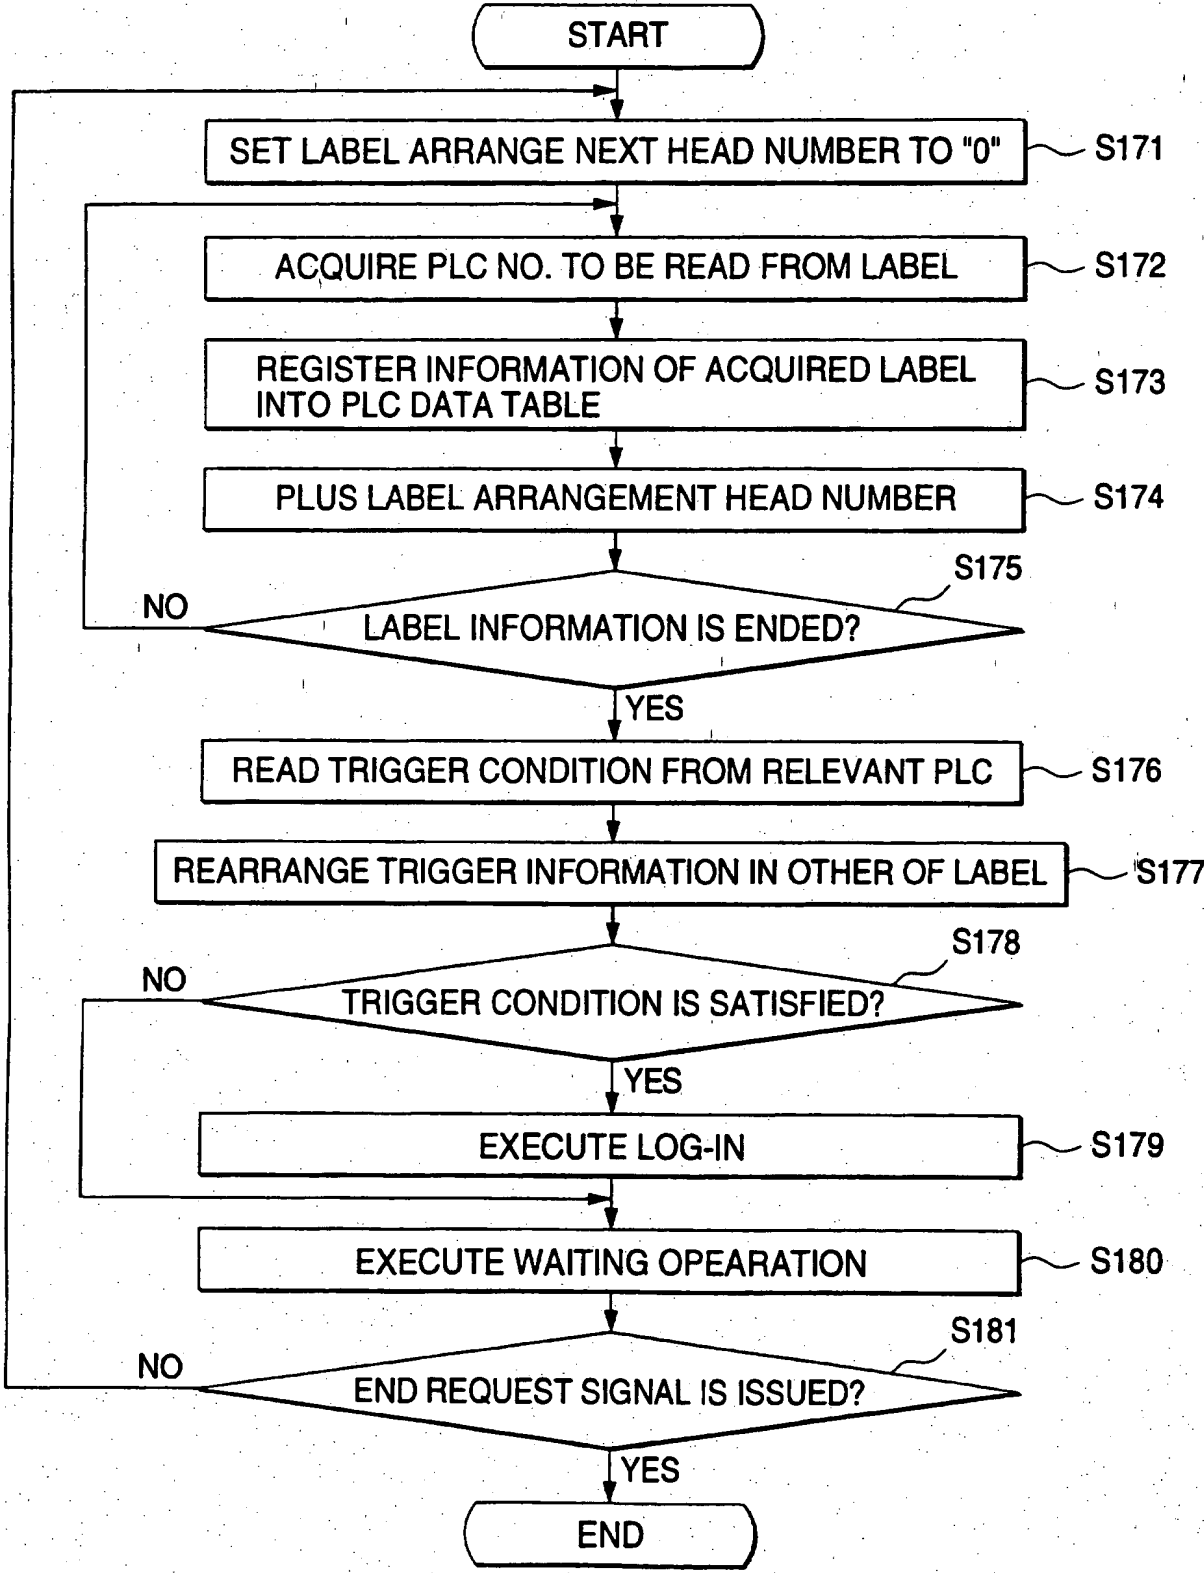 START
SET LABEL ARRANGE NEXT HEAD NUMBER TO "0"
S171
ACQUIRE PLC NO. TO BE READ FROM LABEL
S172
REGISTER INFORMATION OF ACQUIRED LABEL
INTO PLC DATA TABLE
S173
PLUS LABEL ARRANGEMENT HEAD NUMBER
S174
S175
NO
LABEL INFORMATION IS ENDED?
YES
READ TRIGGER CONDITION FROM RELEVANT PLC
S176
REARRANGE TRIGGER INFORMATION IN OTHER OF LABEL
S177
S178
NO
TRIGGER CONDITION IS SATISFIED?
YES
EXECUTE LOG-IN
S179
EXECUTE WAITING OPEARATION
S180
S181
NO
END REQUEST SIGNAL IS ISSUED?
YES
END